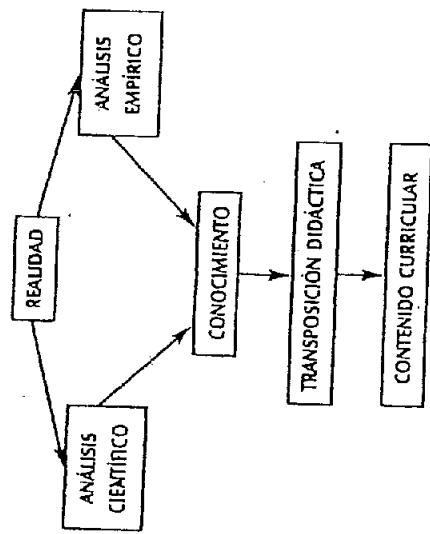 REALIDAD
ANÁLISIS
CIENTÍFICO
ANÁLISIS
EMPÍRICO
CONOCIMIENTO
TRANSPOSICIÓN DIDÁCTICA
CONTENIDO CURRICULAR